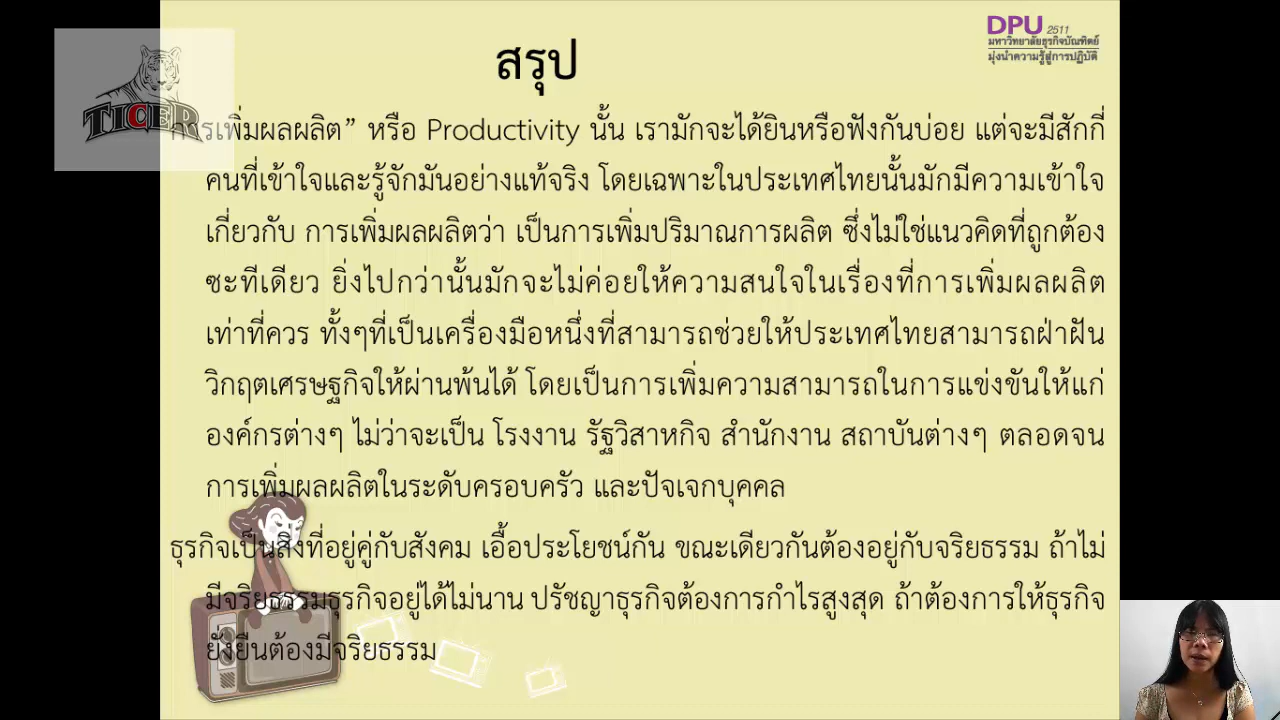 DPU 2511
มหาวิทยาลัยธุรกิจบัณฑิตย์
มุ่งนำความรู้สู่การปฏิบัติ
สรุป
TICER
การเพิ่มผลผลิต” หรือ Productivity นั้น เรามักจะได้ยินหรือฟังกันบ่อย แต่จะมีสักกี่
คนที่เข้าใจและรู้จักมันอย่างแท้จริง โดยเฉพาะในประเทศไทยนั้นมักมีความเข้าใจ
เกี่ยวกับ การเพิ่มผลผลิตว่า เป็นการเพิ่มปริมาณการผลิต ซึ่งไม่ใช่แนวคิดที่ถูกต้อง
ซะทีเดียว ยิ่งไปกว่านั้นมักจะไม่ค่อยให้ความสนใจในเรื่องที่การเพิ่มผลผลิต
เท่าที่ควร ทั้งๆที่เป็นเครื่องมือหนึ่งที่สามารถช่วยให้ประเทศไทยสามารถฝ่าฝัน
วิกฤตเศรษฐกิจให้ผ่านพ้นได้ โดยเป็นการเพิ่มความสามารถในการแข่งขันให้แก่
องค์กรต่างๆ ไม่ว่าจะเป็น โรงงาน รัฐวิสาหกิจ สำนักงาน สถาบันต่างๆ ตลอดจน
การเพิ่มผลผลิตในระดับครอบครัว และปัจเจกบุคคล
ธุรกิจเป็นสิ่งที่อยู่คู่กับสังคม เอื้อประโยชน์กัน ขณะเดียวกันต้องอยู่กับจริยธรรม ถ้าไม่
มีจริยธรรมธุรกิจอยู่ได้ไม่นาน ปรัชญาธุรกิจต้องการกำไรสูงสุด ถ้าต้องการให้ธุรกิจ
ยั่งยืนต้องมีจริยธรรม